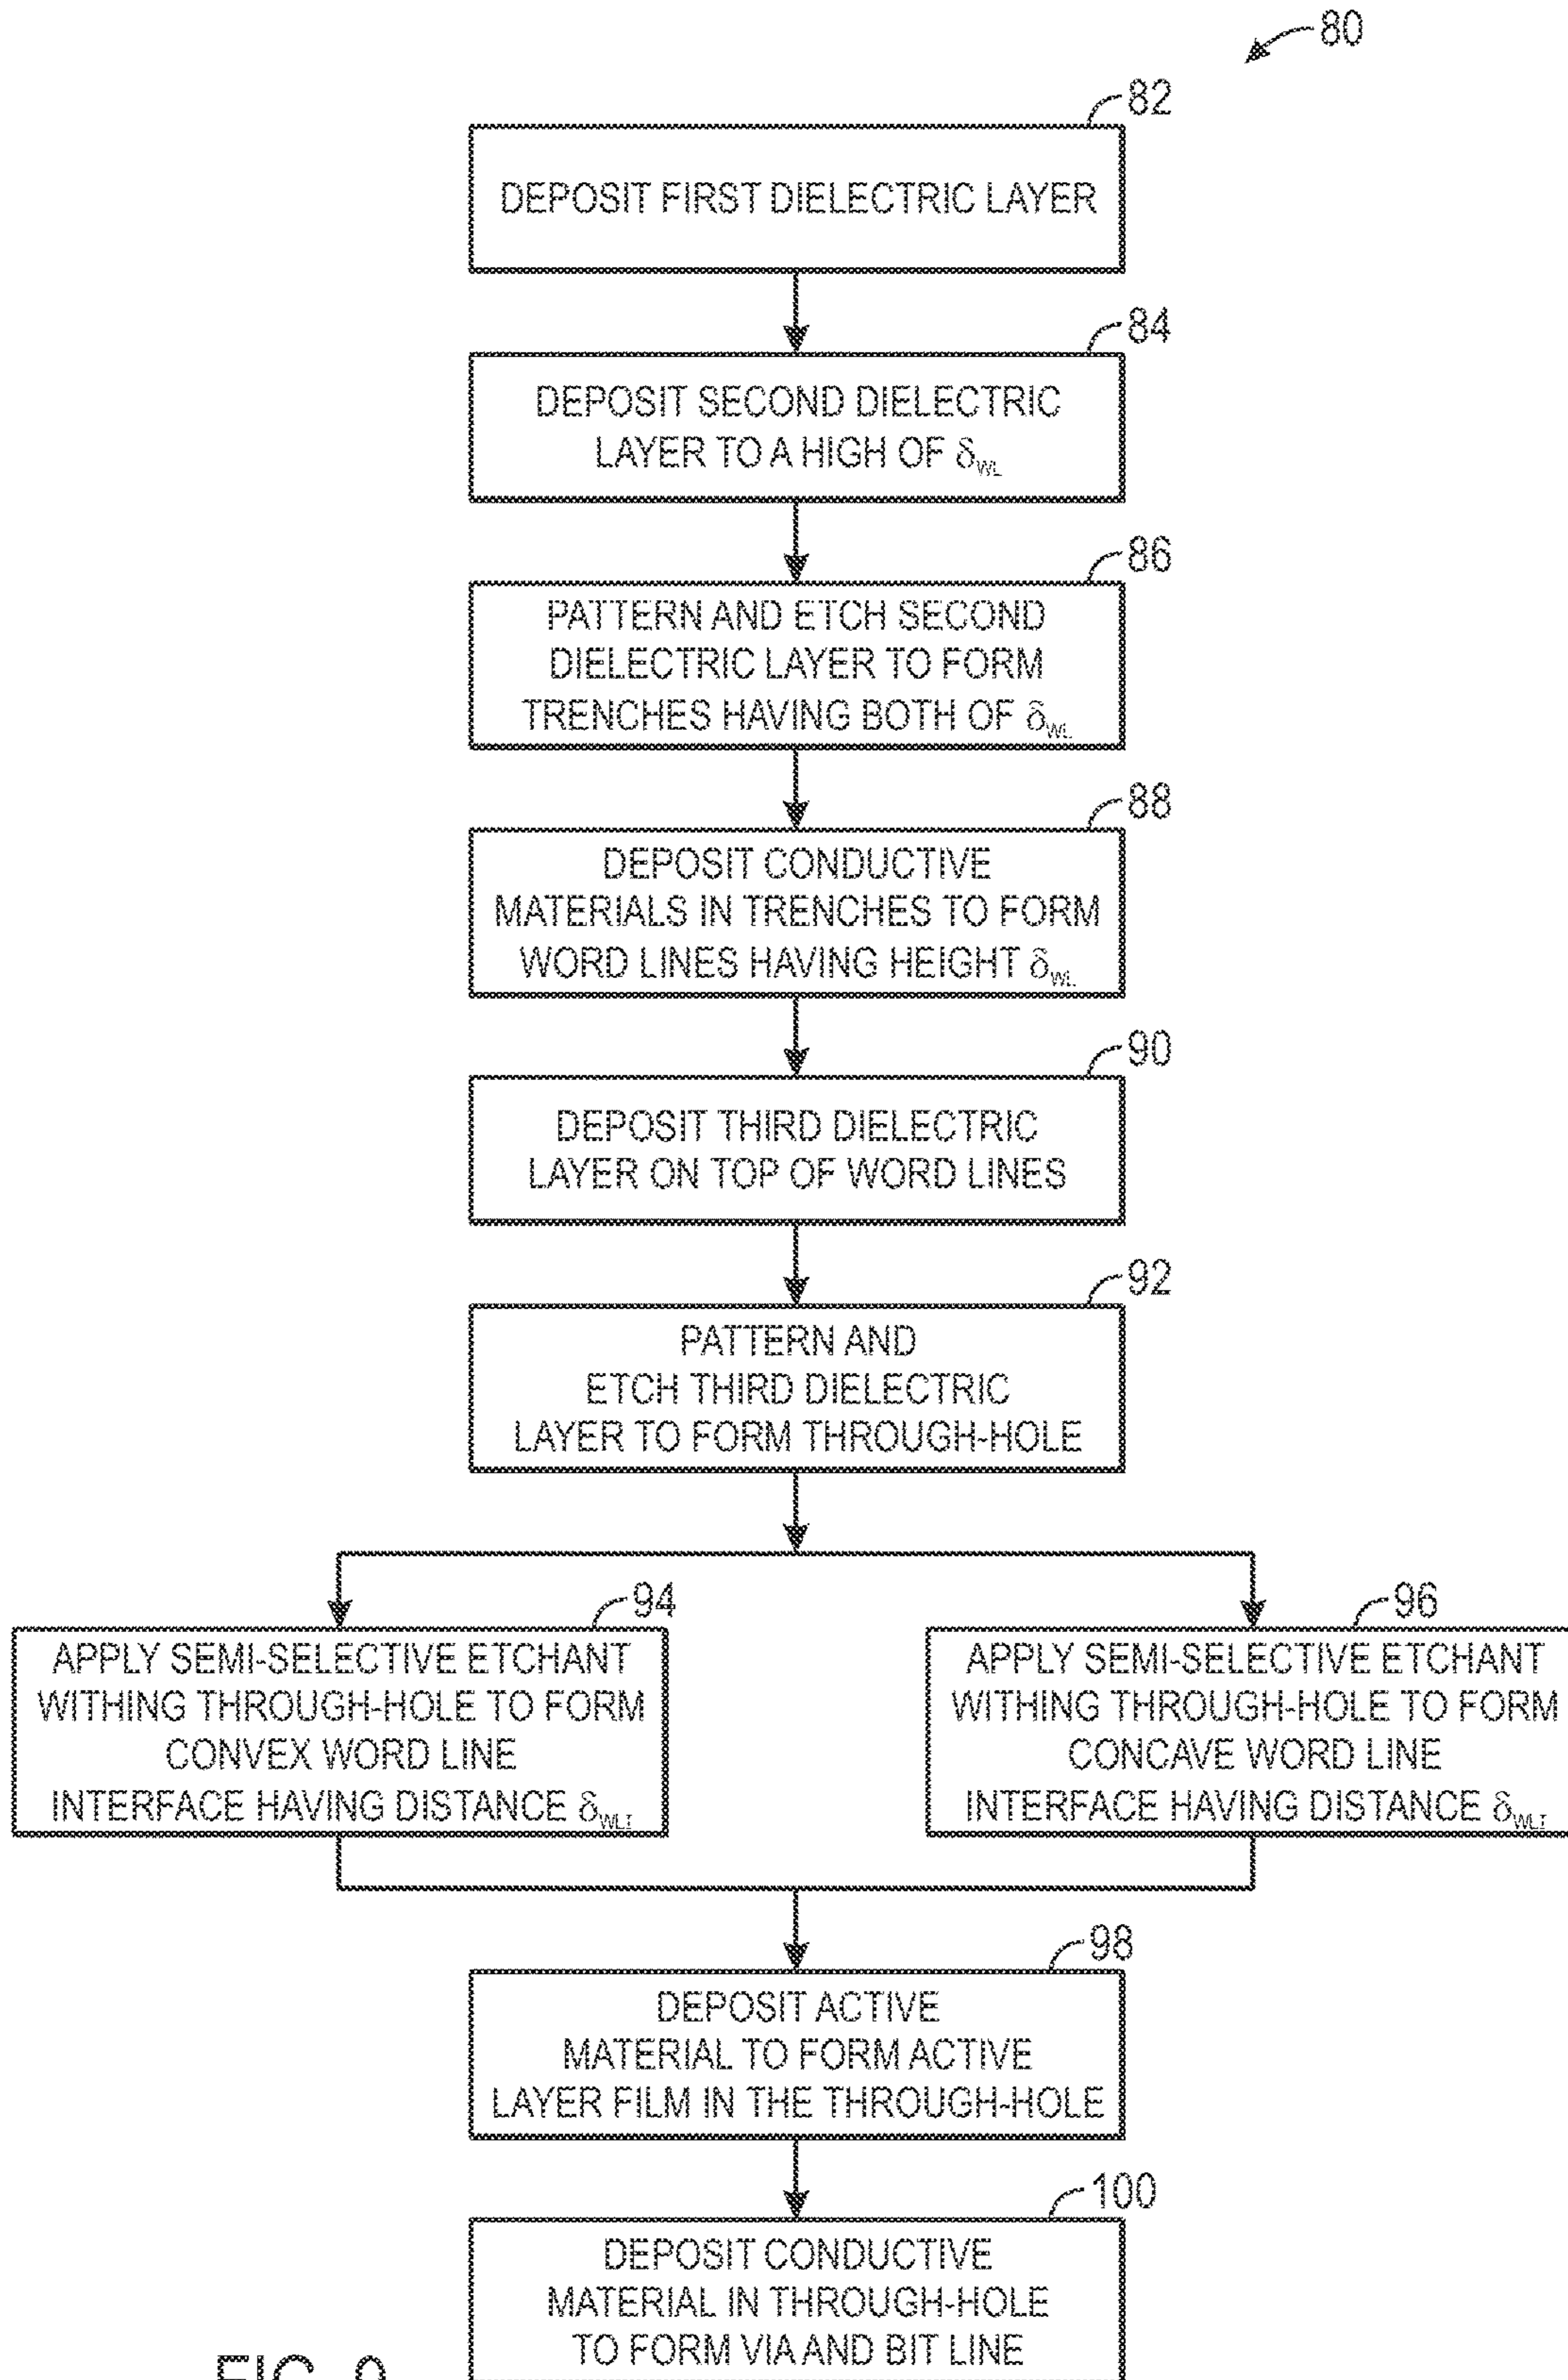 80
82
DEPOSIT FIRST DIELECTRIC LAYER
84
DEPOSIT SECOND DIELECTRIC
LAYER TO A HIGH OF δWL
86
PATTERN AND ETCH SECOND
DIELECTRIC LAYER TO FORM
TRENCHES HAVING BOTH OF δWL
88
DEPOSIT CONDUCTIVE
MATERIALS IN TRENCHES TO FORM
WORD LINES HAVING HEIGHT δWL
90
DEPOSIT THIRD DIELECTRIC
LAYER ON TOP OF WORD LINES
92
PATTERN AND
ETCH THIRD DIELECTRIC
LAYER TO FORM THROUGH-HOLE
94
APPLY SEMI-SELECTIVE ETCHANT
WITHING THROUGH-HOLE TO FORM
CONVEX WORD LINE
INTERFACE HAVING DISTANCE δWLI
96
APPLY SEMI-SELECTIVE ETCHANT
WITHING THROUGH-HOLE TO FORM
CONCAVE WORD LINE
INTERFACE HAVING DISTANCE δWLI
98
DEPOSIT ACTIVE
MATERIAL TO FORM ACTIVE
LAYER FILM IN THE THROUGH-HOLE
100
DEPOSIT CONDUCTIVE
MATERIAL IN THROUGH-HOLE
TO FORM VIA AND BIT LINE
FIG.